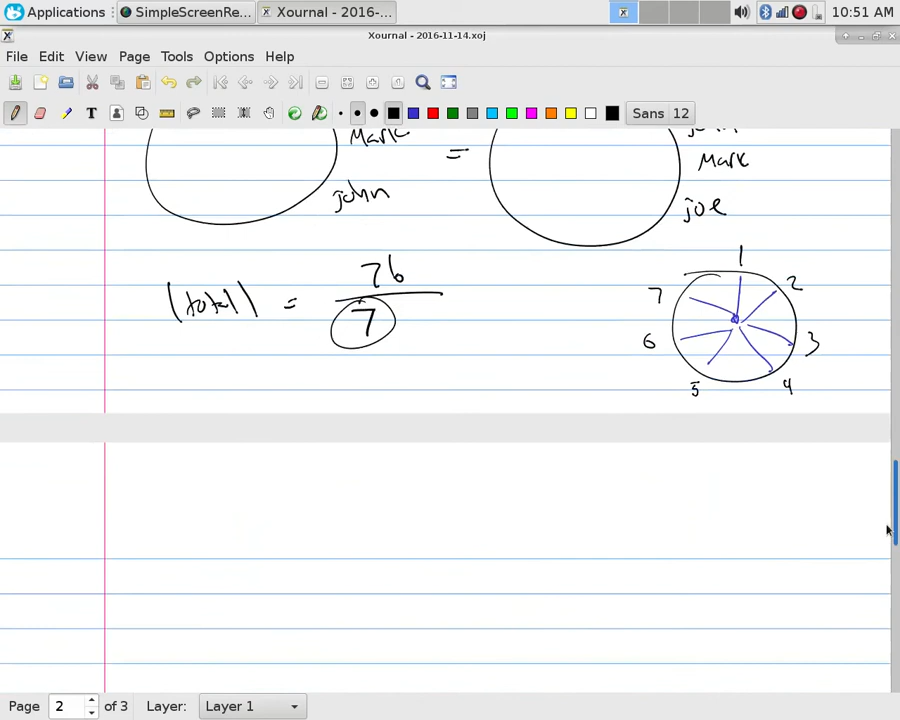 Applications SimpleScreenRe... Xournal - 2016-... 10:51 AM
Xournal - 2016-11-14.xoj
File Edit View Page Tools Options Help
Sans 12
Mark
=
Mark
john
joe
|total| = 76
7
1
2
3
4
5
6
7
Page 2 of 3 Layer: Layer 1